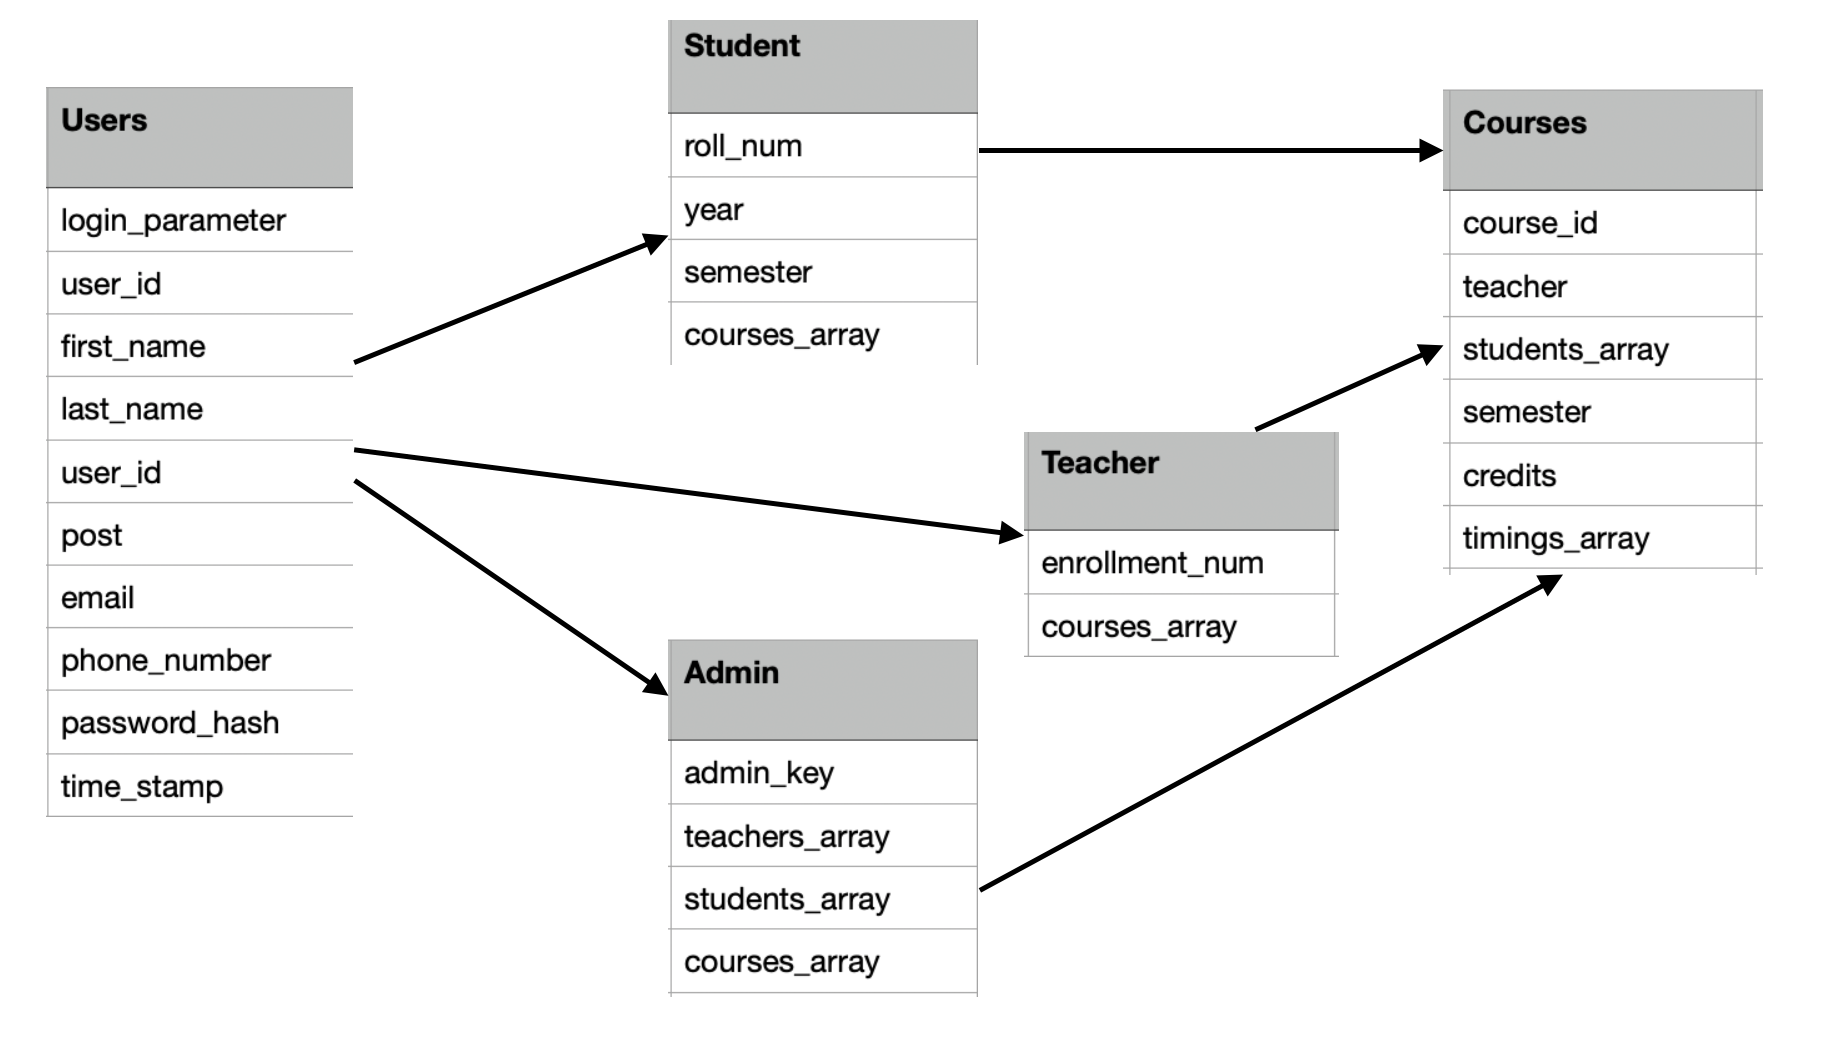 Users
login_parameter
user_id
first_name
last_name
user_id
post
email
phone_number
password_hash
time_stamp
Student
roll_num
year
semester
courses_array
Admin
admin_key
teachers_array
students_array
courses_array
Teacher
enrollment_num
courses_array
Courses
course_id
teacher
students_array
semester
credits
timings_array